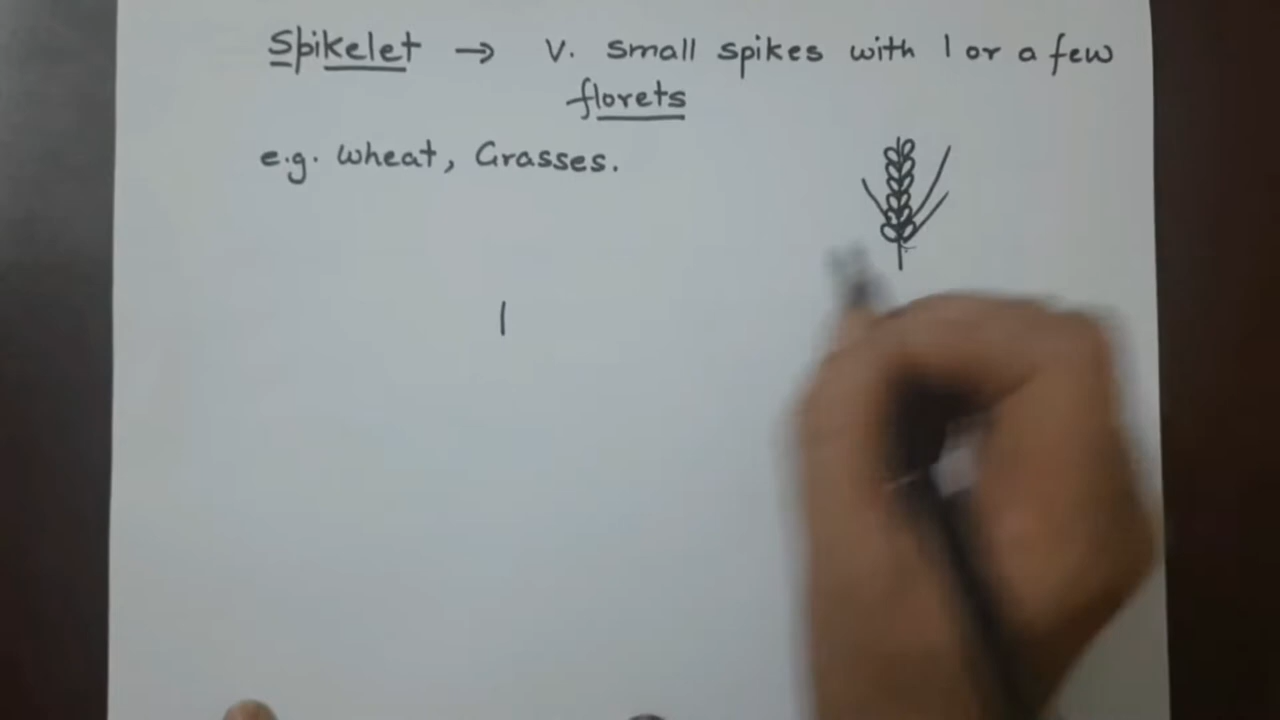 Spikelet → V. small spikes with 1 or a few
florets
e.g. Wheat, Grasses.